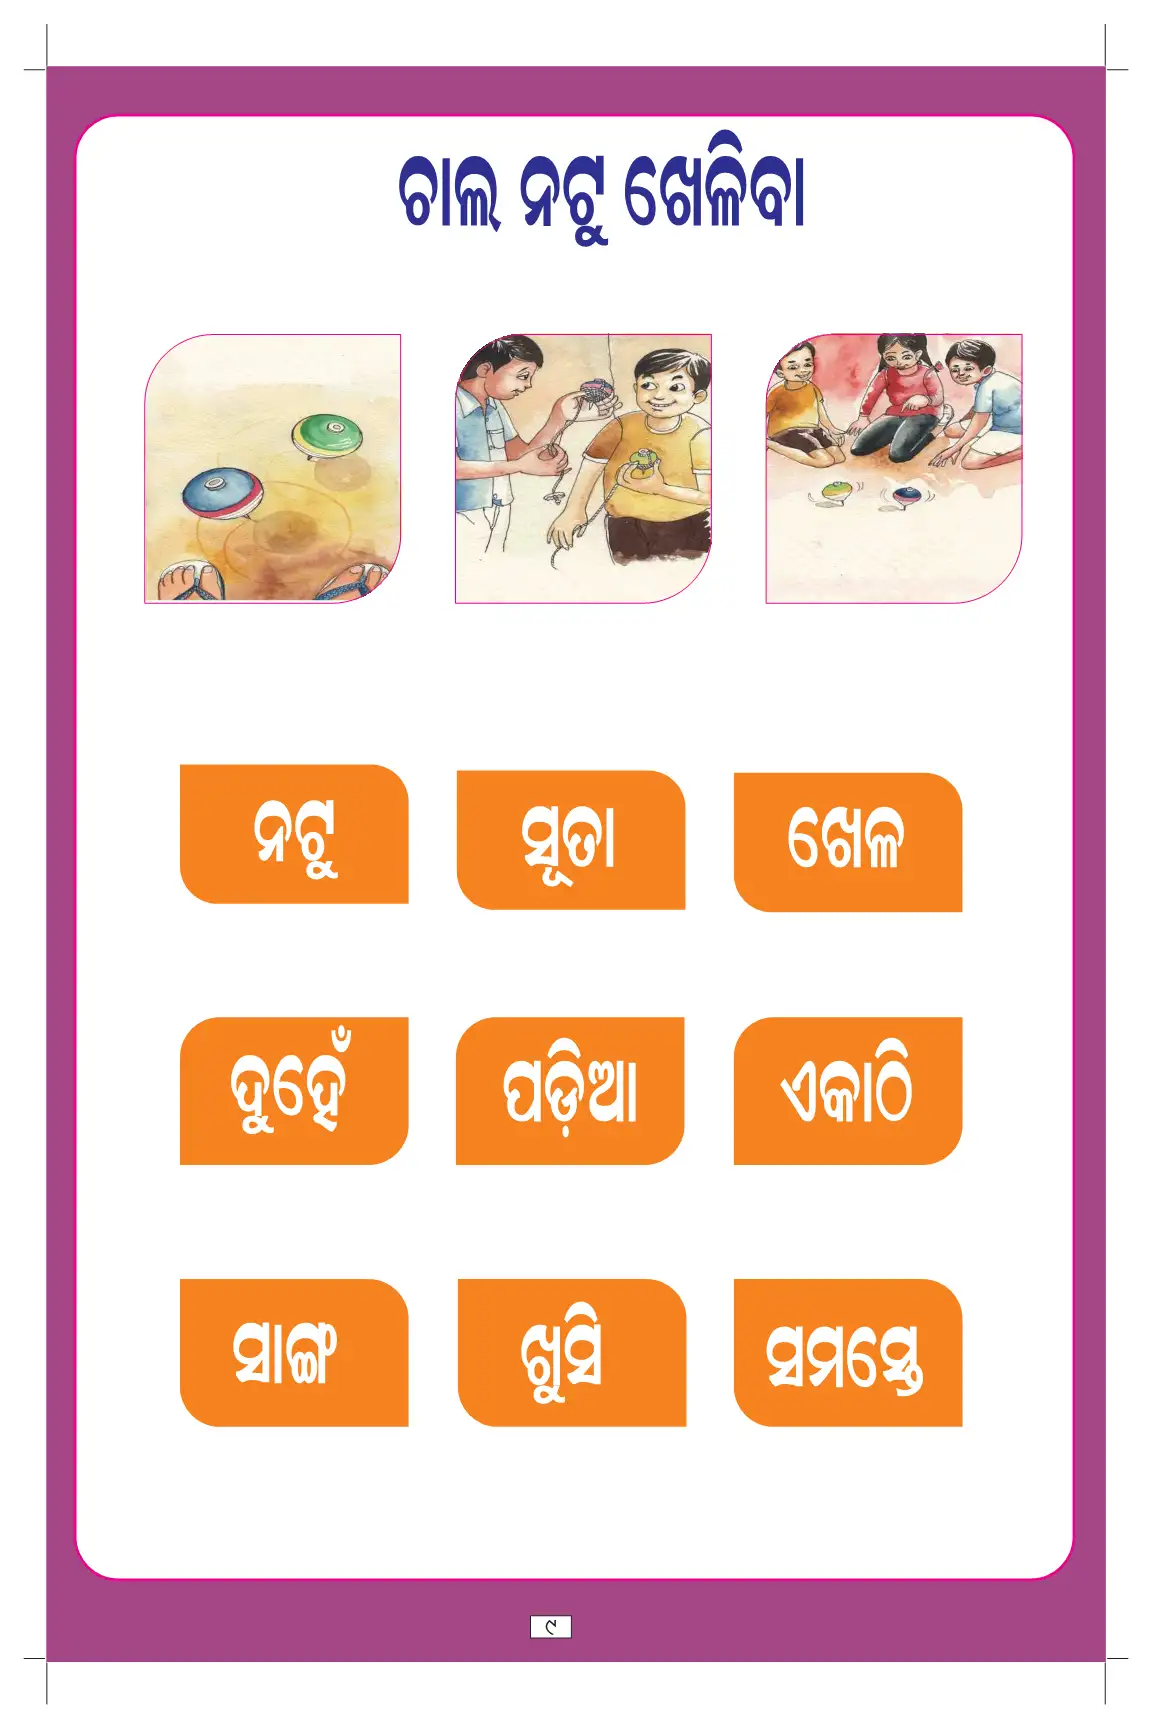 ଚାଲ ନଟୁ ଖେଳିବା
ନଟୁ ସୂତା ଖେଳ
ଦୁହେଁ ପଡ଼ିଆ ଏକାଠି
ସାଙ୍ଗ ଖୁସି ସମସ୍ତେ
୯